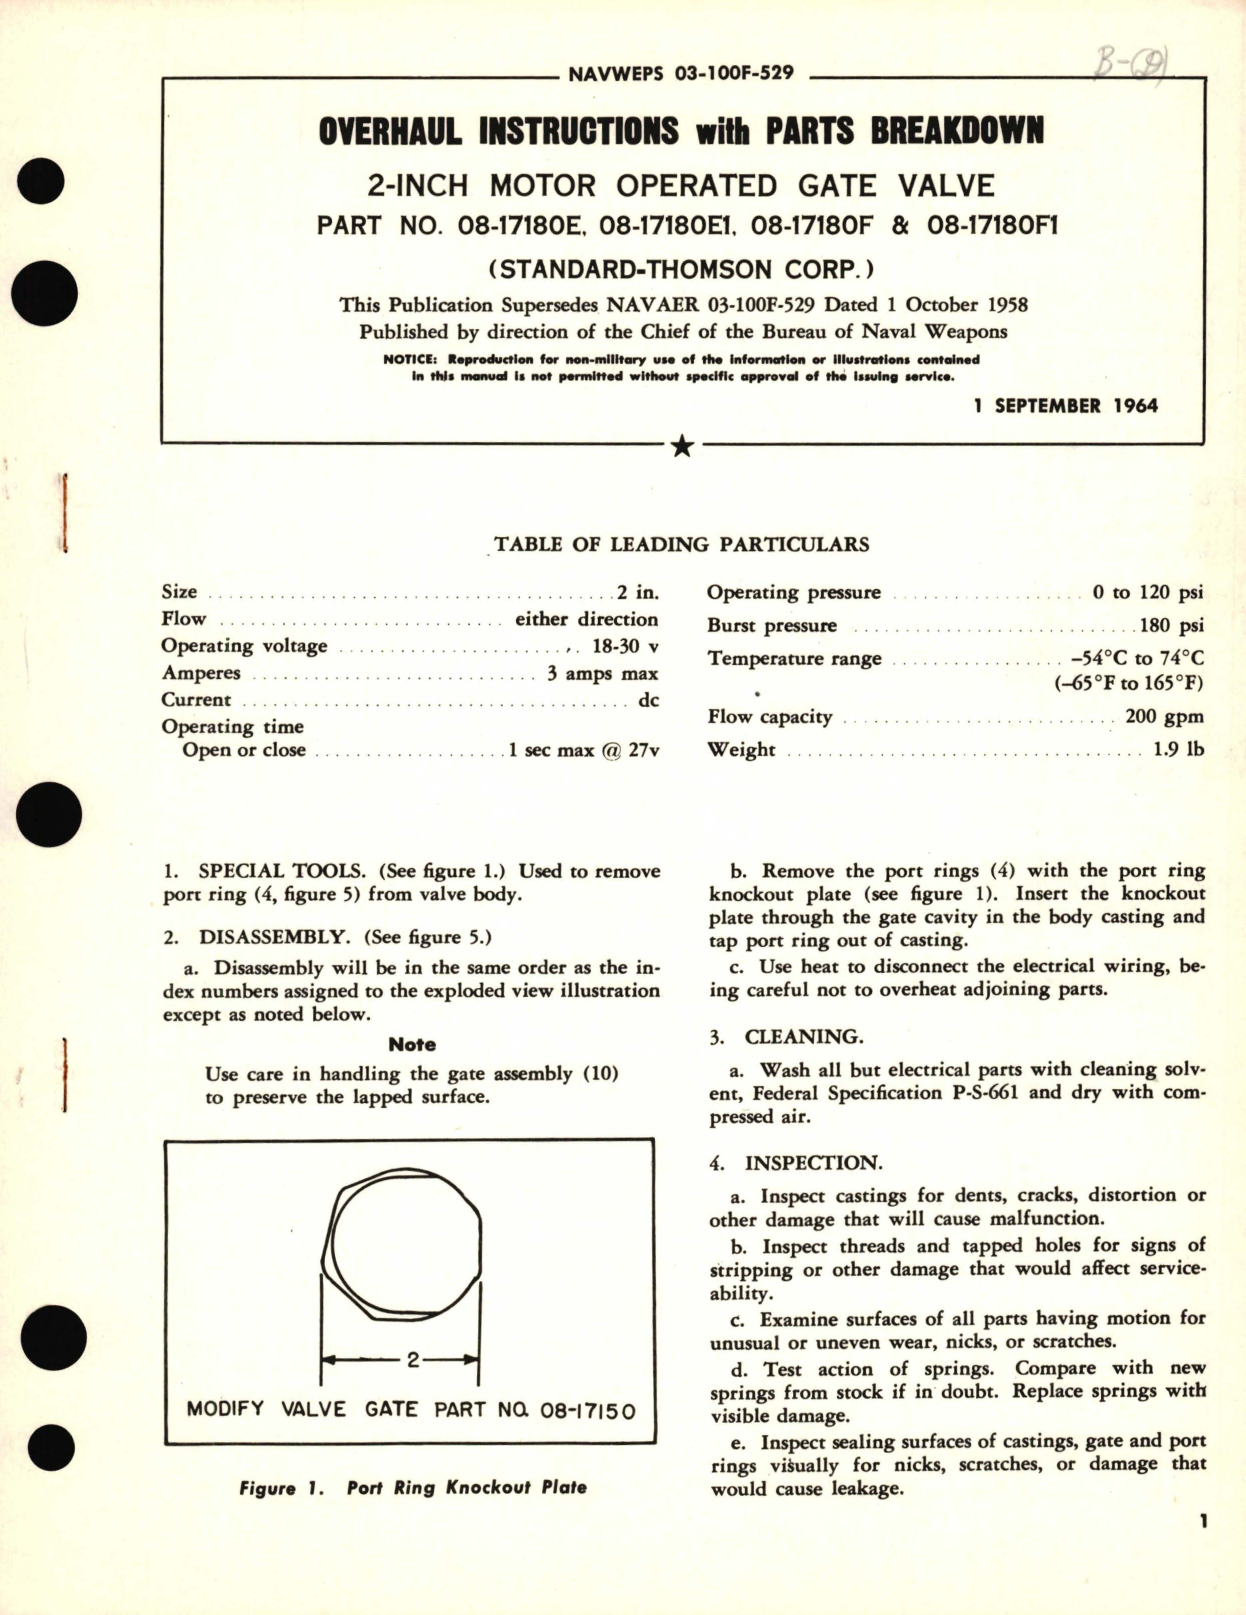 B-(D)
NAVWEPS 03-100F-529
OVERHAUL INSTRUCTIONS with PARTS BREAKDOWN
2-INCH MOTOR OPERATED GATE VALVE
PART NO. 08-17180E, 08-17180E1, 08-17180F & 08-17180F1
(STANDARD-THOMSON CORP.)
This Publication Supersedes NAVAER 03-100F-529 Dated 1 October 1958
Published by direction of the Chief of the Bureau of Naval Weapons
NOTICE: Reproduction for non-military use of the information or illustrations contained
in this manual is not permitted without specific approval of the issuing service.
1 SEPTEMBER 1964
TABLE OF LEADING PARTICULARS
Size 2 in.
Flow either direction
Operating voltage 18-30 v
Amperes 3 amps max
Current dc
Operating time
Open or close 1 sec max @ 27v
Operating pressure 0 to 120 psi
Burst pressure 180 psi
Temperature range –54°C to 74°C
(–65°F to 165°F)
Flow capacity 200 gpm
Weight 1.9 lb
1. SPECIAL TOOLS. (See figure 1.) Used to remove
port ring (4, figure 5) from valve body.
2. DISASSEMBLY. (See figure 5.)
a. Disassembly will be in the same order as the in-
dex numbers assigned to the exploded view illustration
except as noted below.
Note
Use care in handling the gate assembly (10)
to preserve the lapped surface.
2
MODIFY VALVE GATE PART NO. 08-17150
Figure 1. Port Ring Knockout Plate
b. Remove the port rings (4) with the port ring
knockout plate (see figure 1). Insert the knockout
plate through the gate cavity in the body casting and
tap port ring out of casting.
c. Use heat to disconnect the electrical wiring, be-
ing careful not to overheat adjoining parts.
3. CLEANING.
a. Wash all but electrical parts with cleaning solv-
ent, Federal Specification P-S-661 and dry with com-
pressed air.
4. INSPECTION.
a. Inspect castings for dents, cracks, distortion or
other damage that will cause malfunction.
b. Inspect threads and tapped holes for signs of
stripping or other damage that would affect service-
ability.
c. Examine surfaces of all parts having motion for
unusual or uneven wear, nicks, or scratches.
d. Test action of springs. Compare with new
springs from stock if in doubt. Replace springs with
visible damage.
e. Inspect sealing surfaces of castings, gate and port
rings visually for nicks, scratches, or damage that
would cause leakage.
1